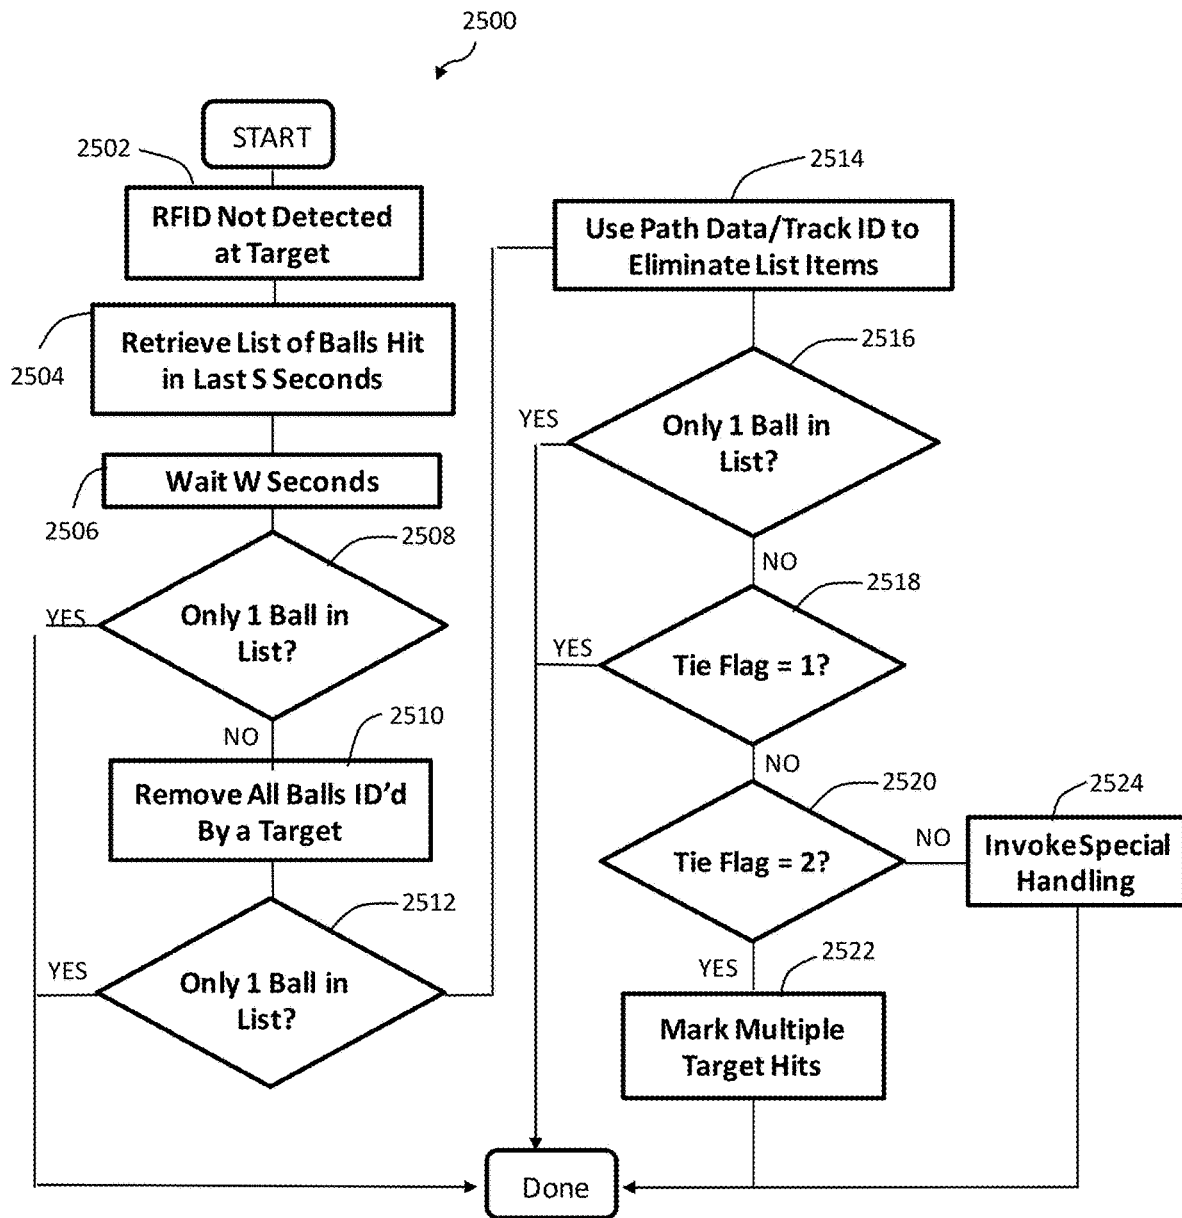 2500
START
2502
RFID Not Detected
at Target
2504
Retrieve List of Balls Hit
in Last S Seconds
2506
Wait W Seconds
2508
Only 1 Ball in
List?
YES
NO
2510
Remove All Balls ID'd
By a Target
2512
Only 1 Ball in
List?
YES
2514
Use Path Data/Track ID to
Eliminate List Items
2516
Only 1 Ball in
List?
YES
NO
2518
Tie Flag = 1?
YES
NO
2520
Tie Flag = 2?
NO
2524
Invoke Special
Handling
YES
2522
Mark Multiple
Target Hits
Done